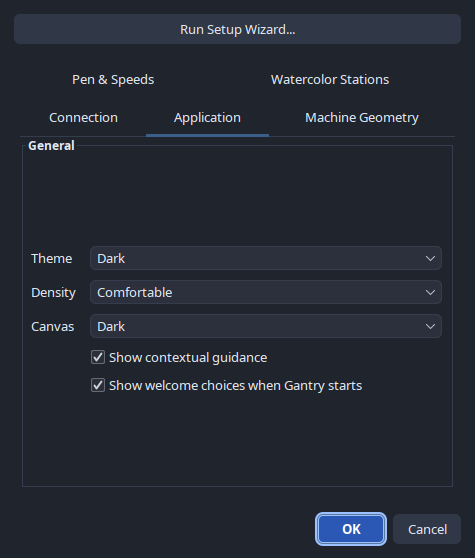 Run Setup Wizard...
Pen & Speeds
Watercolor Stations
Connection
Application
Machine Geometry
General
Theme Dark
Density Comfortable
Canvas Dark
Show contextual guidance
Show welcome choices when Gantry starts
OK
Cancel